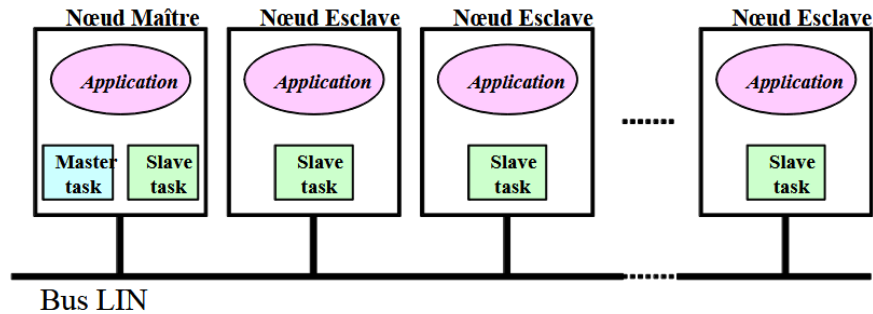 Nœud Maître
Nœud Esclave
Nœud Esclave
Nœud Esclave
Application
Application
Application
Application
Master
task
Slave
task
Slave
task
Slave
task
Slave
task
Bus LIN